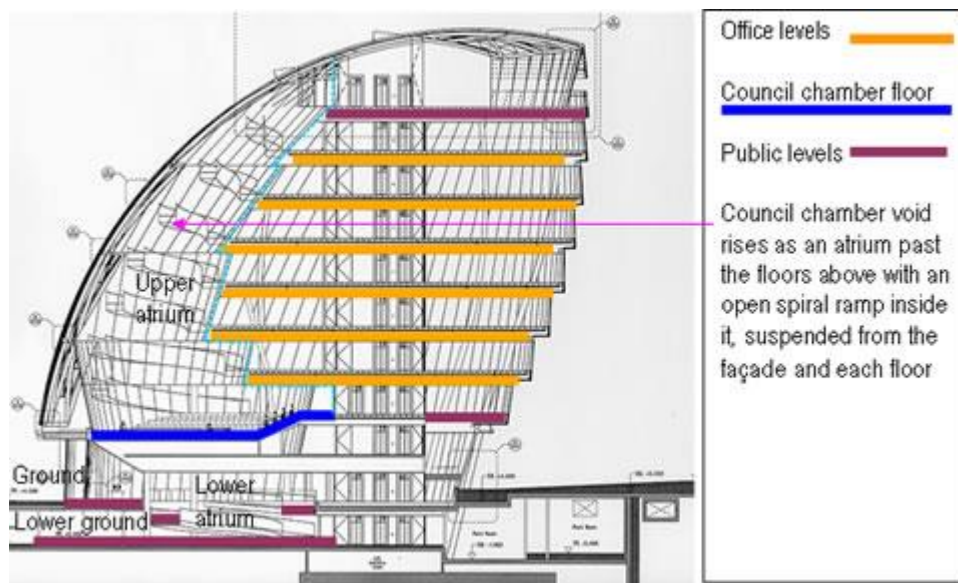 Office levels
Council chamber floor
Public levels
Council chamber void
rises as an atrium past
the floors above with an
open spiral ramp inside
it, suspended from the
façade and each floor
Upper
atrium
Ground
Lower
atrium
Lower ground